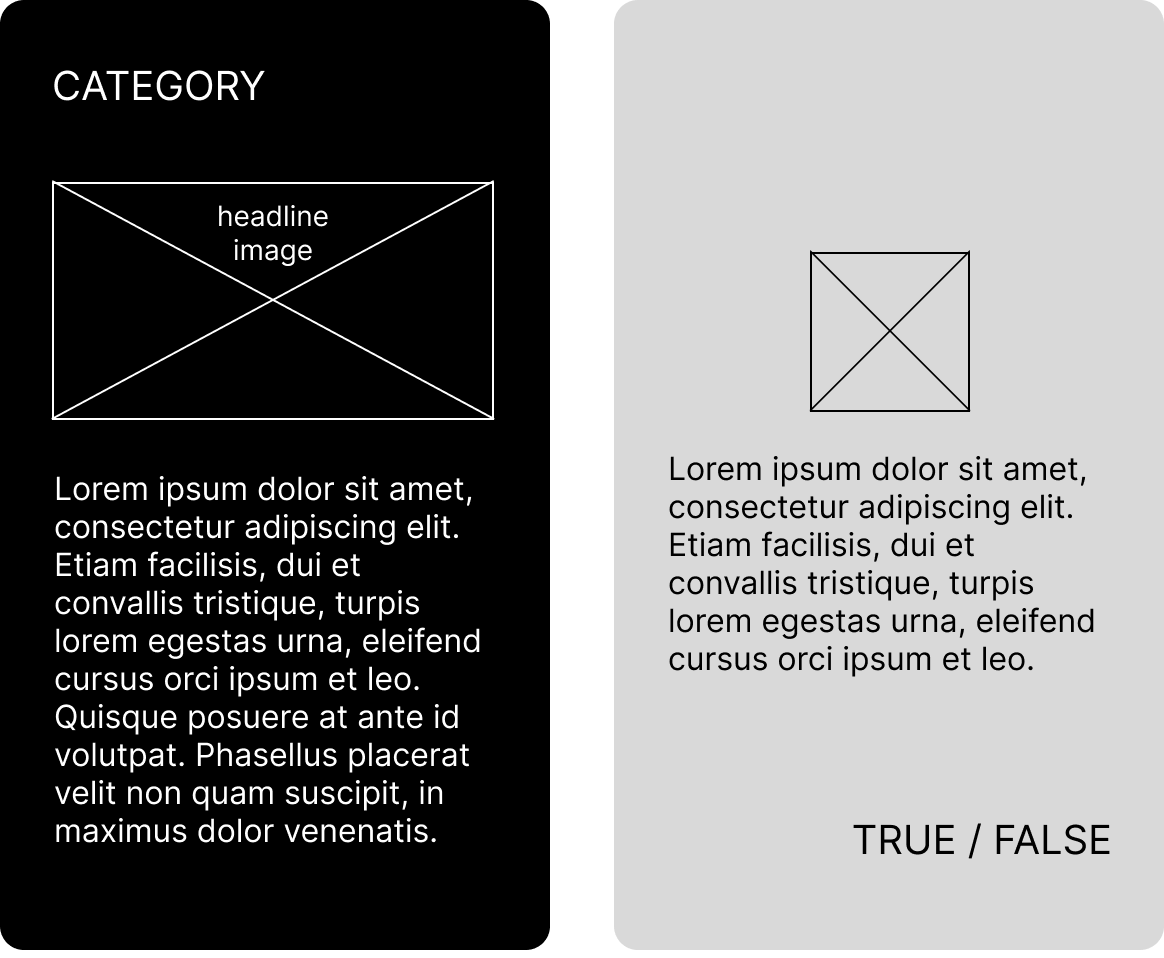 CATEGORY
headline
image
Lorem ipsum dolor sit amet,
consectetur adipiscing elit.
Etiam facilisis, dui et
convallis tristique, turpis
lorem egestas urna, eleifend
cursus orci ipsum et leo.
Quisque posuere at ante id
volutpat. Phasellus placerat
velit non quam suscipit, in
maximus dolor venenatis.
Lorem ipsum dolor sit amet,
consectetur adipiscing elit.
Etiam facilisis, dui et
convallis tristique, turpis
lorem egestas urna, eleifend
cursus orci ipsum et leo.
TRUE / FALSE